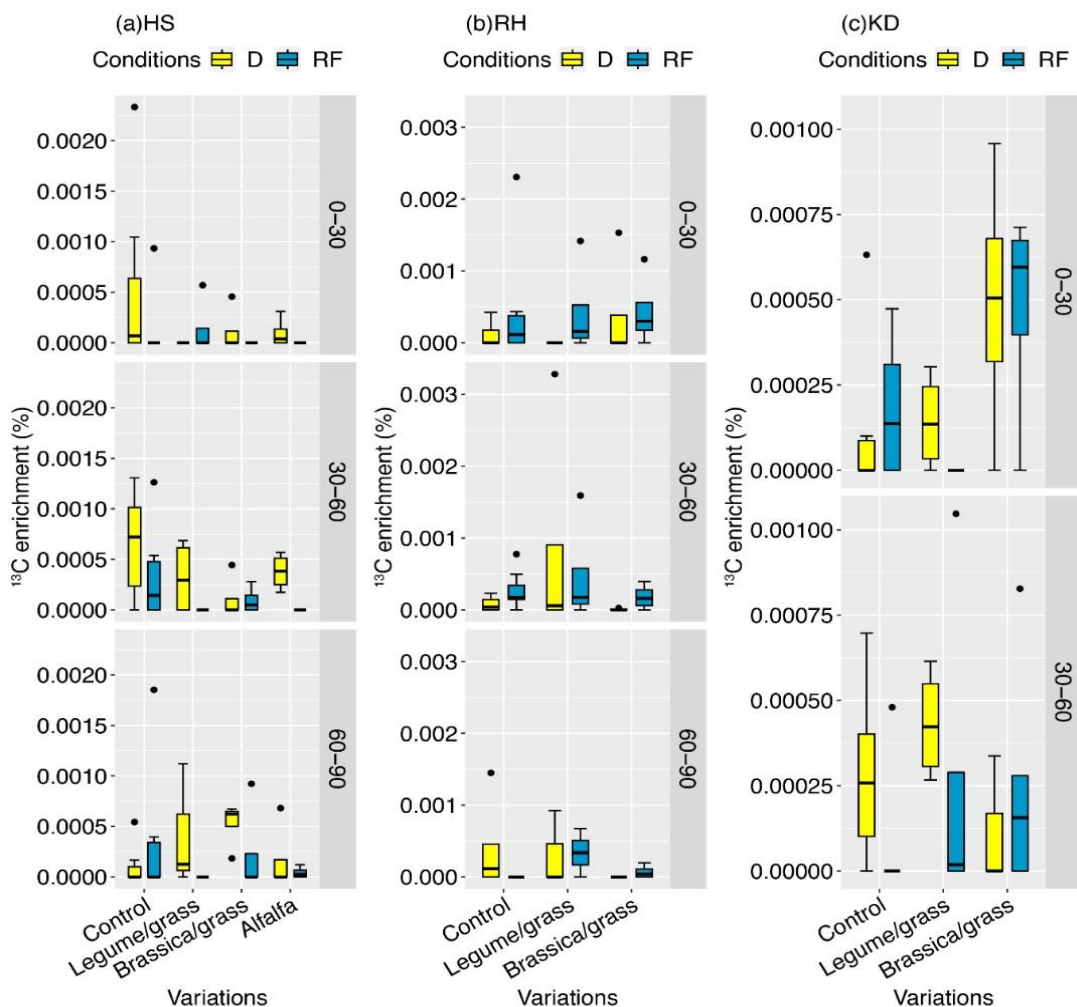 (a)HS
Conditions D RF
0.0020
0.0015
0.0010
0.0005
0.0000
0–30
0.0020
0.0015
0.0010
0.0005
0.0000
30–60
0.0020
0.0015
0.0010
0.0005
0.0000
60–90
¹³C enrichment (%)
Control
Legume/grass
Brassica/grass
Alfalfa
Variations
(b)RH
Conditions D RF
0.003
0.002
0.001
0.000
0–30
0.003
0.002
0.001
0.000
30–60
0.003
0.002
0.001
0.000
60–90
¹³C enrichment (%)
Control
Legume/grass
Brassica/grass
Variations
(c)KD
Conditions D RF
0.00100
0.00075
0.00050
0.00025
0.00000
0–30
0.00100
0.00075
0.00050
0.00025
0.00000
30–60
¹³C enrichment (%)
Control
Legume/grass
Brassica/grass
Variations